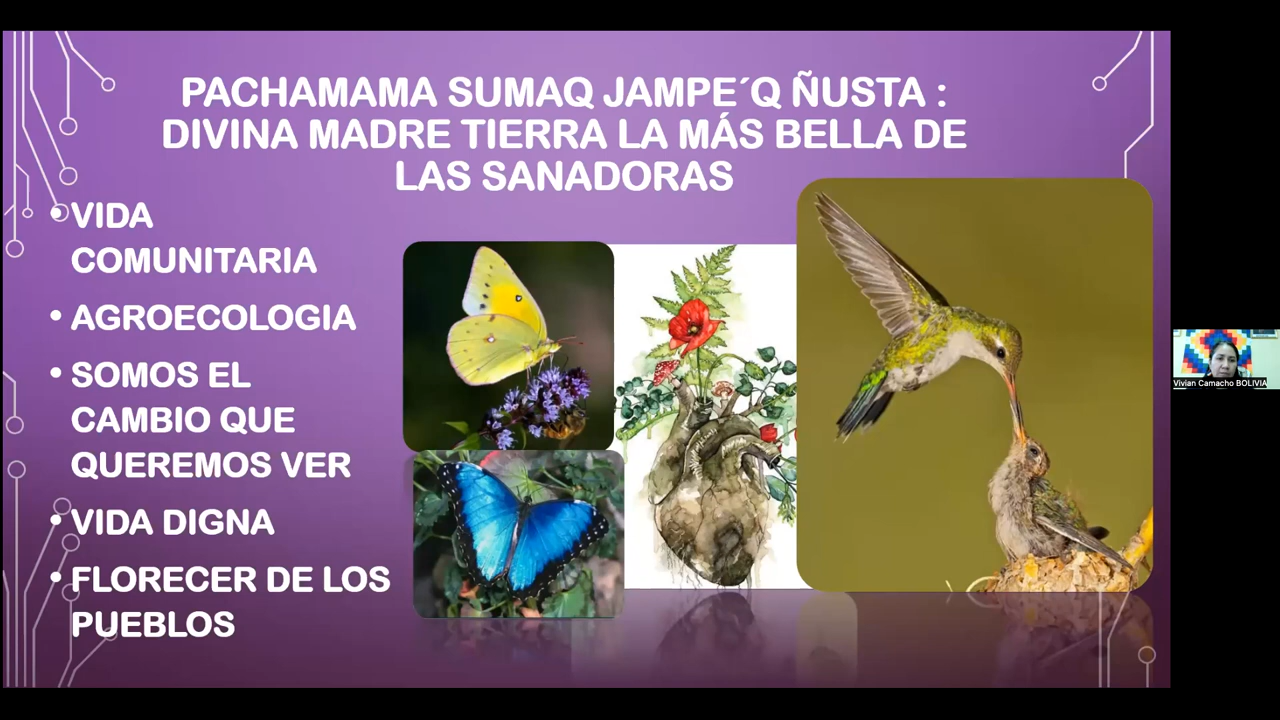 PACHAMAMA SUMAQ JAMPE´Q ÑUSTA :
DIVINA MADRE TIERRA LA MÁS BELLA DE
LAS SANADORAS
• VIDA
COMUNITARIA
• AGROECOLOGIA
• SOMOS EL
CAMBIO QUE
QUEREMOS VER
• VIDA DIGNA
• FLORECER DE LOS
PUEBLOS
Vivian Camacho BOLIVIA